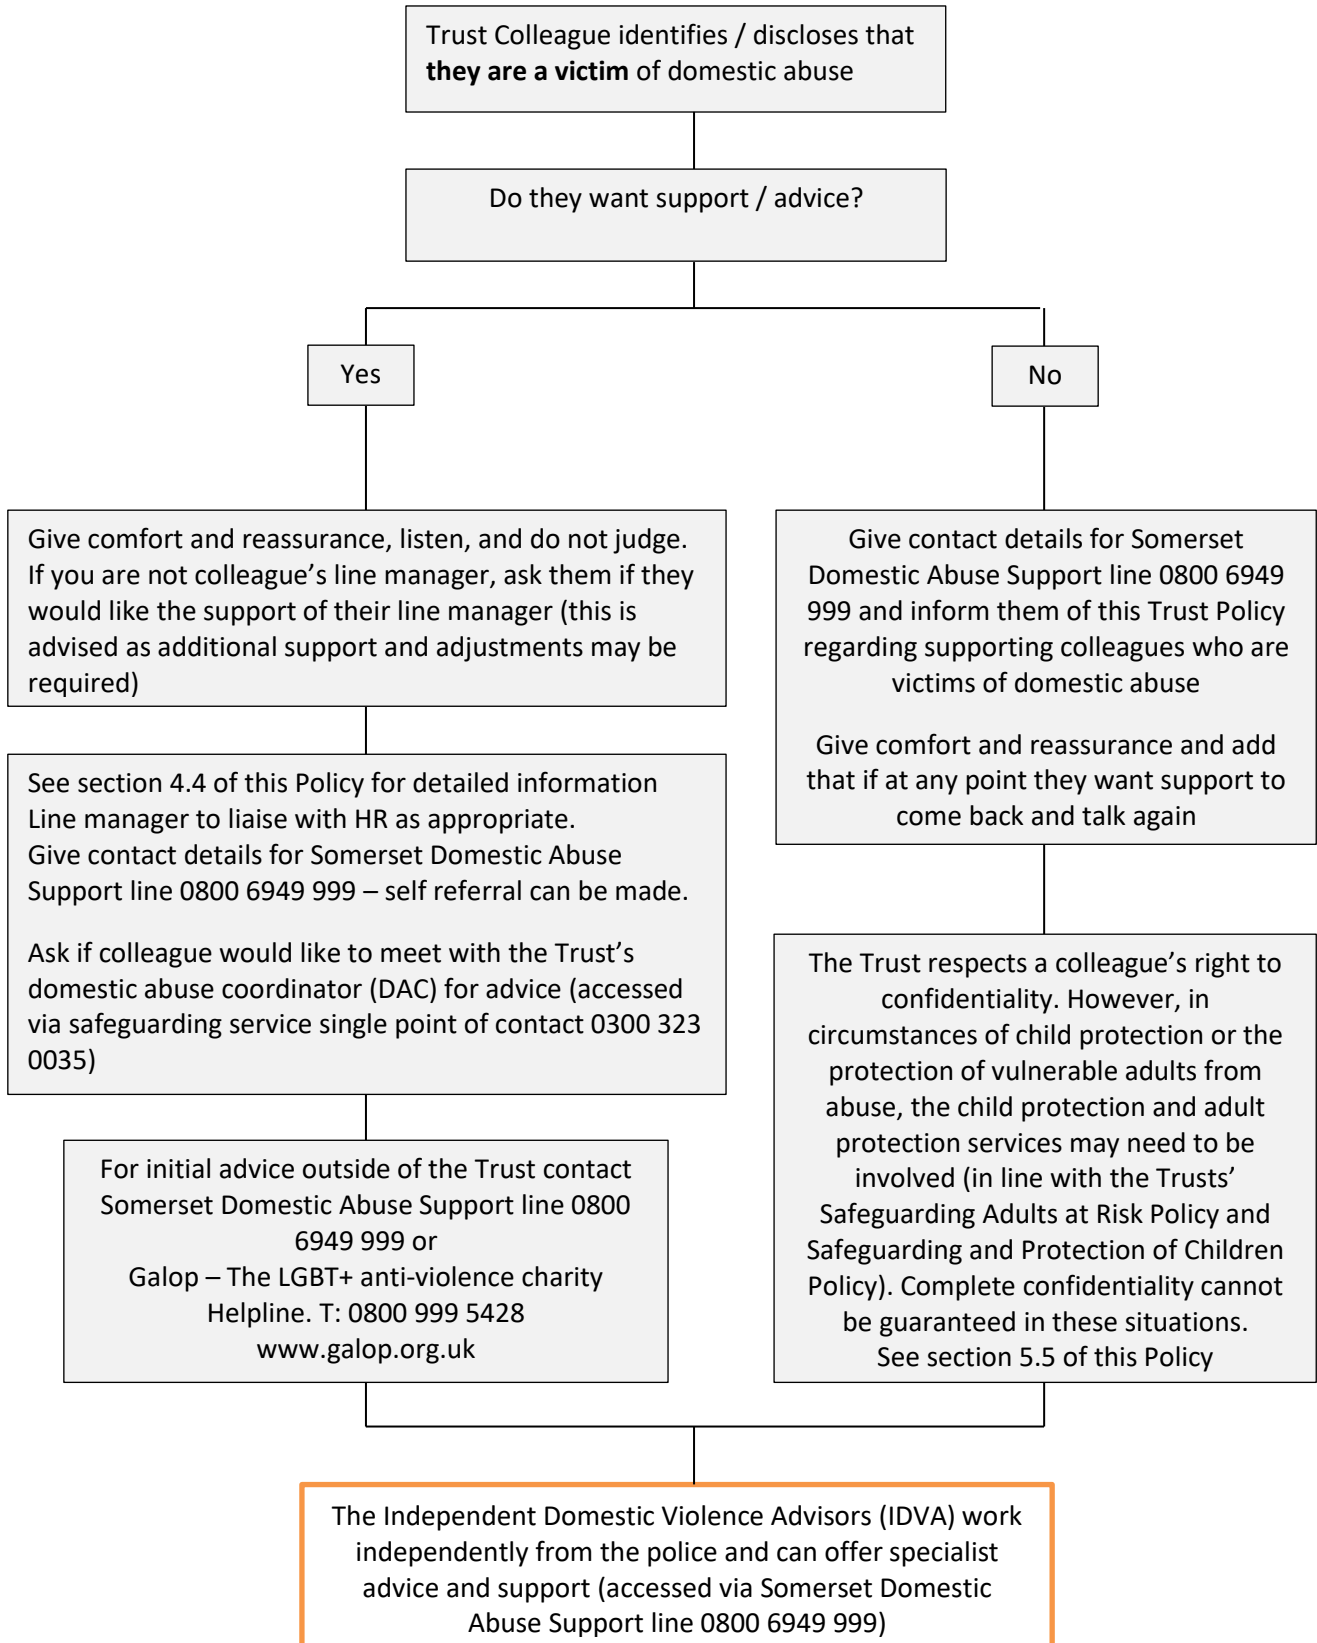 Trust Colleague identifies / discloses that
they are a victim of domestic abuse
Do they want support / advice?
Yes
No
Give comfort and reassurance, listen, and do not judge.
If you are not colleague’s line manager, ask them if they
would like the support of their line manager (this is
advised as additional support and adjustments may be
required)
See section 4.4 of this Policy for detailed information
Line manager to liaise with HR as appropriate.
Give contact details for Somerset Domestic Abuse
Support line 0800 6949 999 – self referral can be made.
Ask if colleague would like to meet with the Trust’s
domestic abuse coordinator (DAC) for advice (accessed
via safeguarding service single point of contact 0300 323
0035)
For initial advice outside of the Trust contact
Somerset Domestic Abuse Support line 0800
6949 999 or
Galop – The LGBT+ anti-violence charity
Helpline. T: 0800 999 5428
www.galop.org.uk
Give contact details for Somerset
Domestic Abuse Support line 0800 6949
999 and inform them of this Trust Policy
regarding supporting colleagues who are
victims of domestic abuse
Give comfort and reassurance and add
that if at any point they want support to
come back and talk again
The Trust respects a colleague’s right to
confidentiality. However, in
circumstances of child protection or the
protection of vulnerable adults from
abuse, the child protection and adult
protection services may need to be
involved (in line with the Trusts’
Safeguarding Adults at Risk Policy and
Safeguarding and Protection of Children
Policy). Complete confidentiality cannot
be guaranteed in these situations.
See section 5.5 of this Policy
The Independent Domestic Violence Advisors (IDVA) work
independently from the police and can offer specialist
advice and support (accessed via Somerset Domestic
Abuse Support line 0800 6949 999)